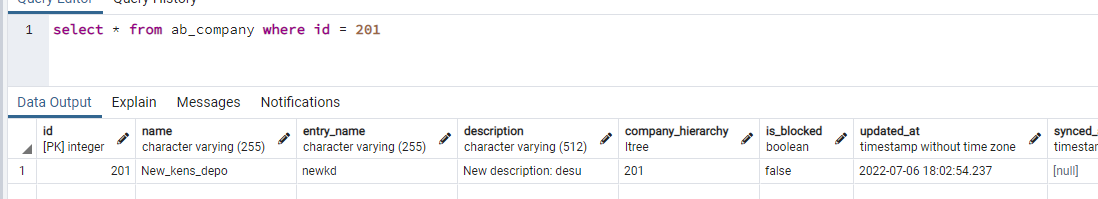 Query Editor Query History
1 select * from ab_company where id = 201
Data Output Explain Messages Notifications
id name entry_name description company_hierarchy is_blocked updated_at
[PK] integer character varying (255) character varying (255) character varying (512) ltree boolean timestamp without time zone
1 201 New_kens_depo newkd New description: desu 201 false 2022-07-06 18:02:54.237 [null]